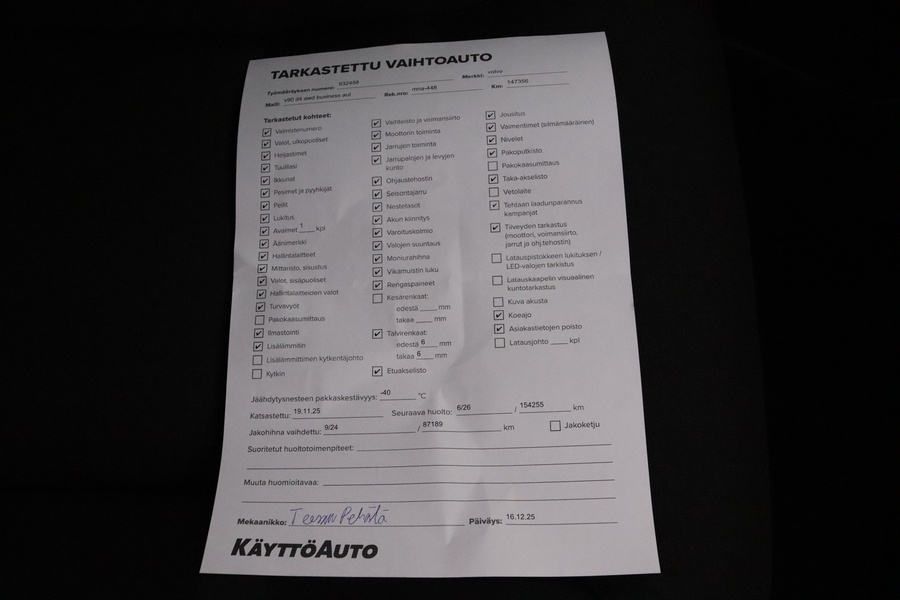 TARKASTETTU VAIHTOAUTO
Työmääräyksen numero: 932458 Merkki: volvo
Malli: v90 d4 awd business aut Rek.nro: mna-448 Km: 147356
Tarkastetut kohteet:
Valmistenumero
Valot, ulkopuoliset
Heijastimet
Tuulilasi
Ikkunat
Pesimet ja pyyhkijät
Peilit
Lukitus
Avaimet 1 kpl
Äänimerkki
Hallintalaitteet
Mittaristo, sisustus
Valot, sisäpuoliset
Hallintalaitteiden valot
Turvavyöt
Pakokaasumittaus
Ilmastointi
Lisälämmitin
Lisälämmittimen kytkentäjohto
Kytkin
Vaihteisto ja voimansiirto
Moottorin toiminta
Jarrujen toiminta
Jarrupalojen ja levyjen
kunto
Ohjaustehostin
Seisontajarru
Nestetasot
Akun kiinnitys
Varoituskolmio
Valojen suuntaus
Moniurahihna
Vikamuistin luku
Rengaspaineet
Kesärenkaat:
edestä ____ mm
takaa ____ mm
Talvirenkaat:
edestä 6 mm
takaa 6 mm
Etuakselisto
Jousitus
Vaimentimet (silmämääräinen)
Nivelet
Pakoputkisto
Pakokaasumittaus
Taka-akselisto
Vetolaite
Tehtaan laadunparannus
kampanjat
Tiiveyden tarkastus
(moottori, voimansiirto,
jarrut ja ohj.tehostin)
Latauspistokkeen lukituksen /
LED-valojen tarkistus
Latauskaapelin visuaalinen
kuntotarkastus
Kuva akusta
Koeajo
Asiakastietojen poisto
Latausjohto ____ kpl
Jäähdytysnesteen pakkaskestävyys: -40 °C
Katsastettu: 19.11.25 Seuraava huolto: 6/26 / 154255 km
Jakohihna vaihdettu: 9/24 / 87189 km Jakoketju
Suoritetut huoltotoimenpiteet:
Muuta huomioitavaa:
Mekaanikko: Päiväys: 16.12.25
KÄYTTÖAUTO